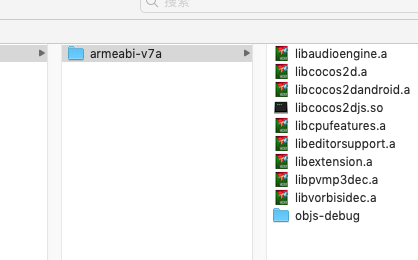 搜索
armeabi-v7a
libaudioengine.a
libcocos2d.a
libcocos2dandroid.a
libcocos2djs.so
libcpufeatures.a
libeditorsupport.a
libextension.a
libpvmp3dec.a
libvorbisidec.a
objs-debug